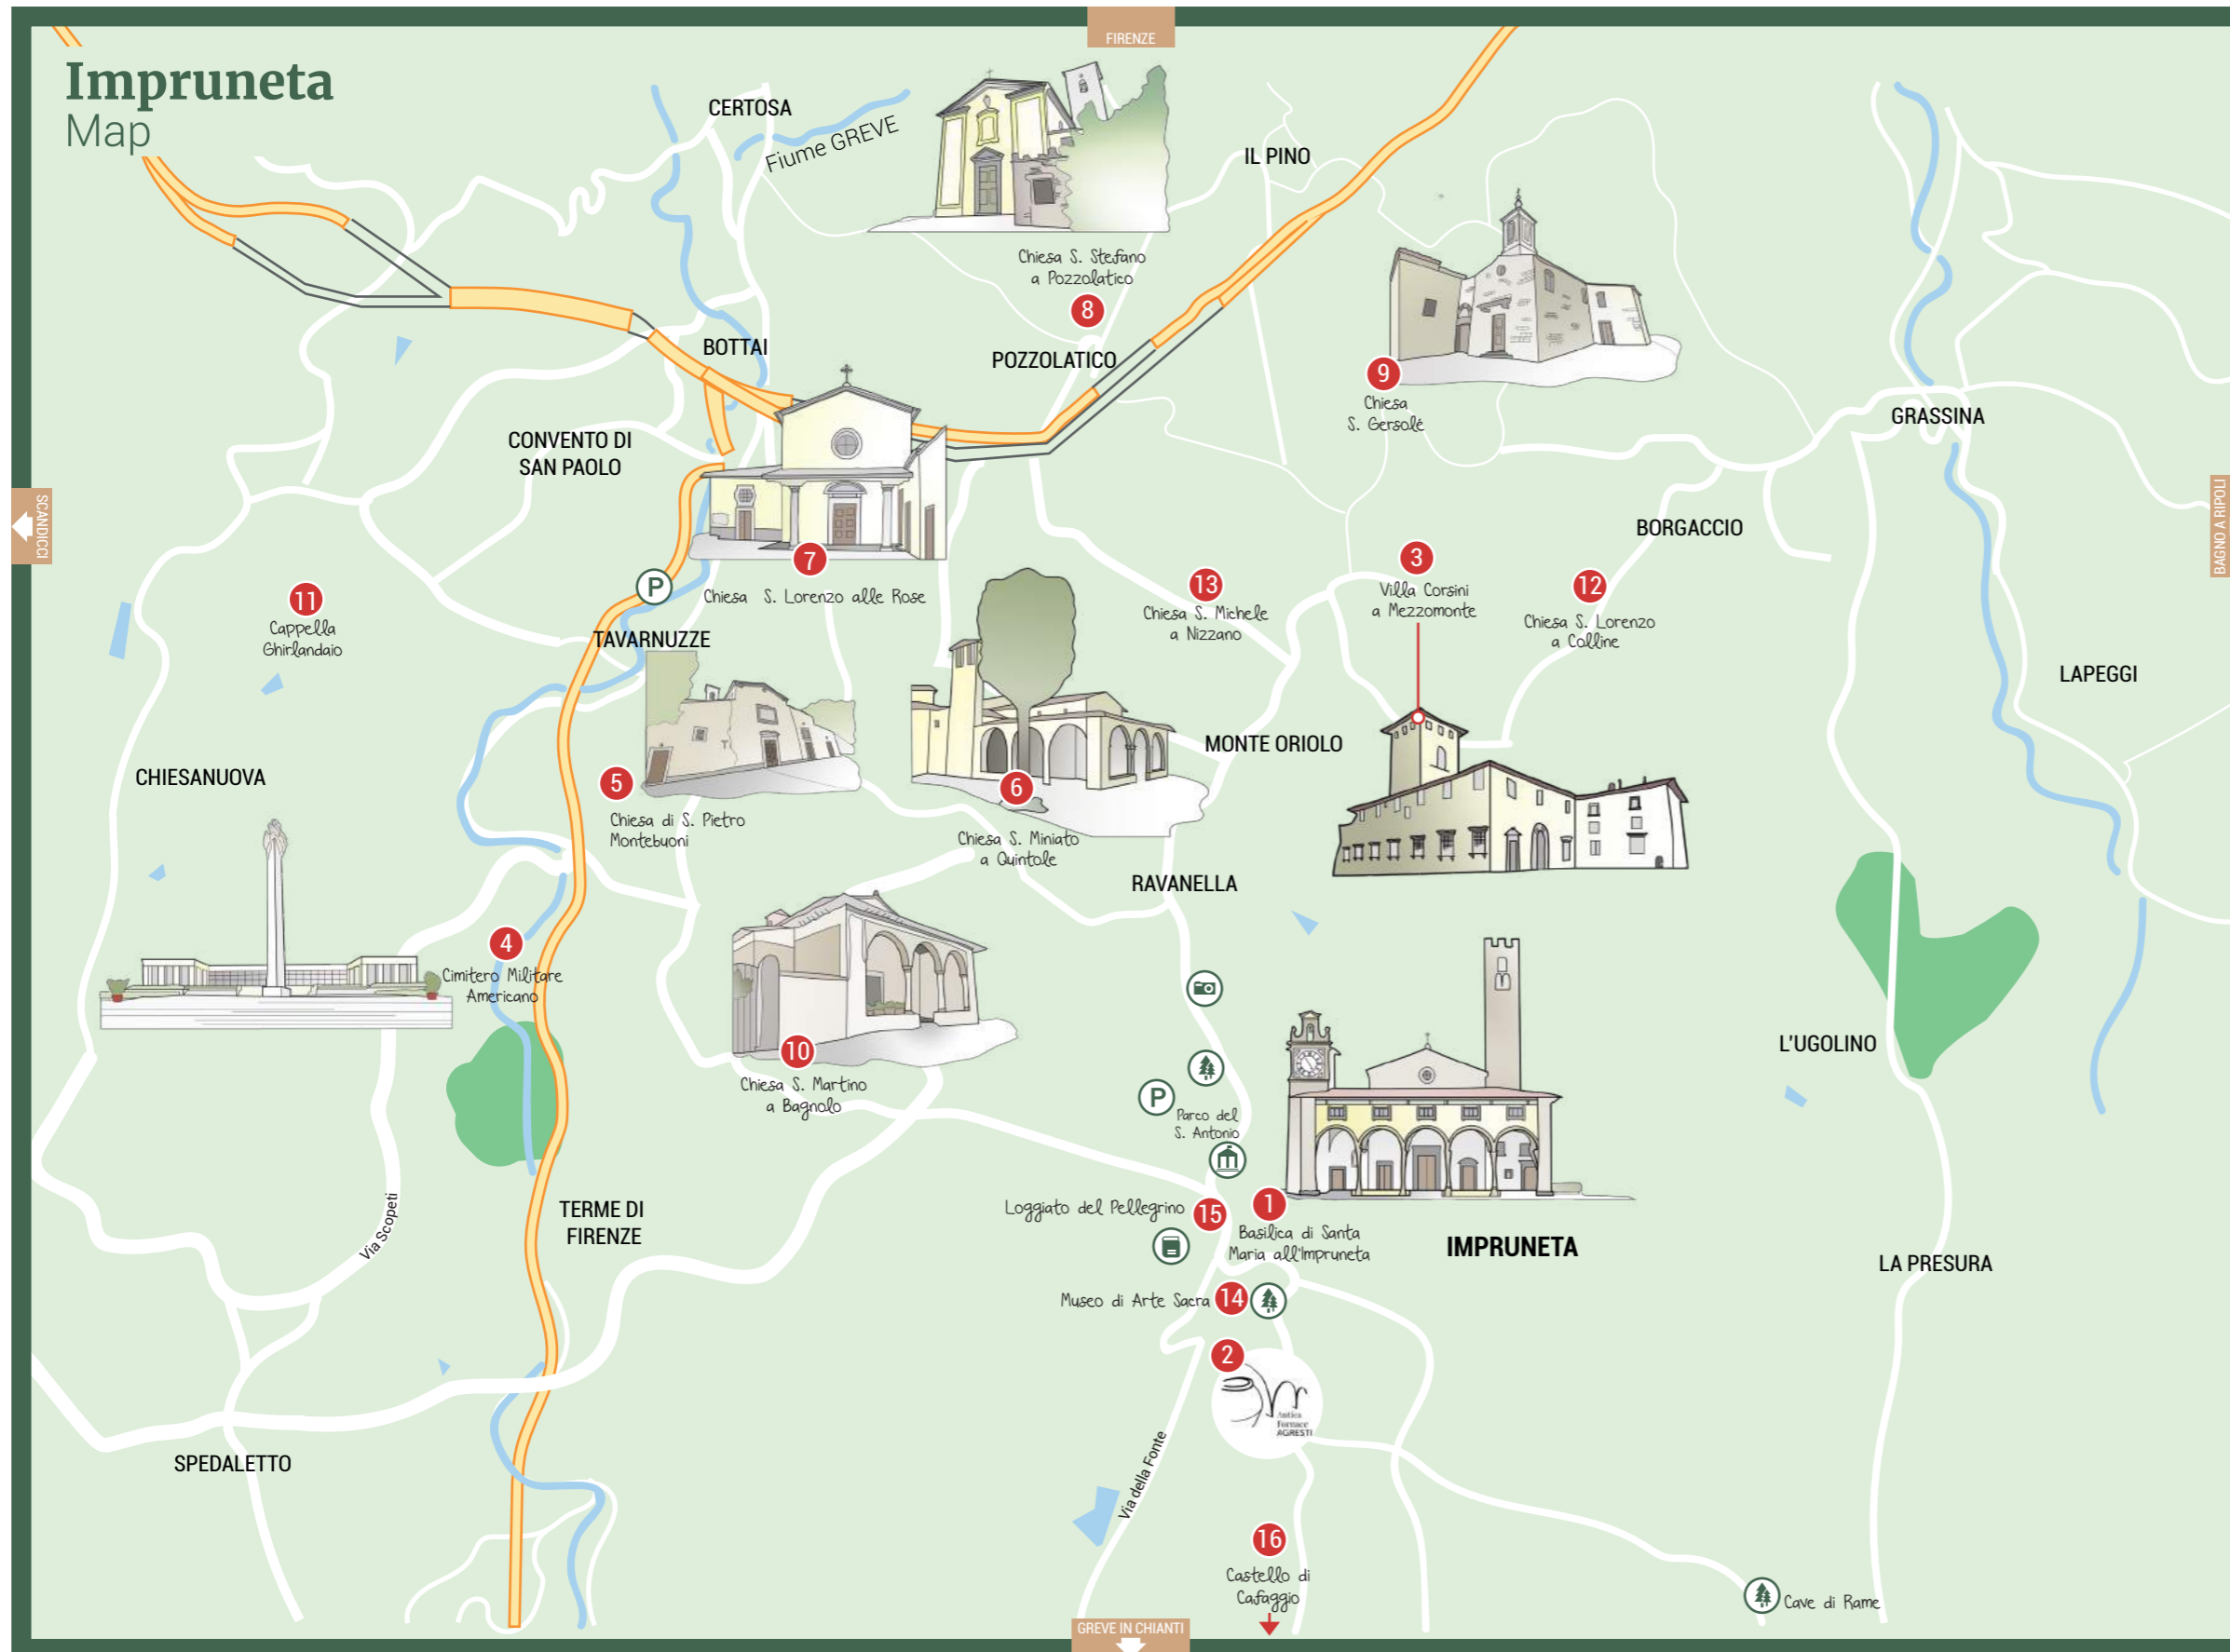 FIRENZE
Impruneta
Map
CERTOSA
Fiume GREVE
IL PINO
Chiesa S. Stefano
a Pozzolatico
8
BOTTAI
POZZOLATICO
9
Chiesa
S. Gersolé
GRASSINA
CONVENTO DI
SAN PAOLO
SCANDICCI
BAGNO A RIPOLI
BORGACCIO
7
Chiesa S. Lorenzo alle Rose
P
11
Cappella
Ghirlandaio
13
Chiesa S. Michele
a Nizzano
3
Villa Corsini
a Mezzomonte
12
Chiesa S. Lorenzo
a Colline
TAVARNUZZE
LAPEGGI
MONTE ORIOLO
CHIESANUOVA
5
Chiesa di S. Pietro
Montebuoni
6
Chiesa S. Miniato
a Quintole
RAVANELLA
4
Cimitero Militare
Americano
10
Chiesa S. Martino
a Bagnolo
L'UGOLINO
P
Parco del
S. Antonio
TERME DI
FIRENZE
Via Scopeti
Loggiato del Pellegrino 15
1
Basilica di Santa
Maria all'Impruneta
IMPRUNETA
LA PRESURA
Museo di Arte Sacra 14
2
Antica
Fornace
AGRESTI
SPEDALETTO
Via della Fonte
16
Castello di
Cafaggio
Cave di Rame
GREVE IN CHIANTI